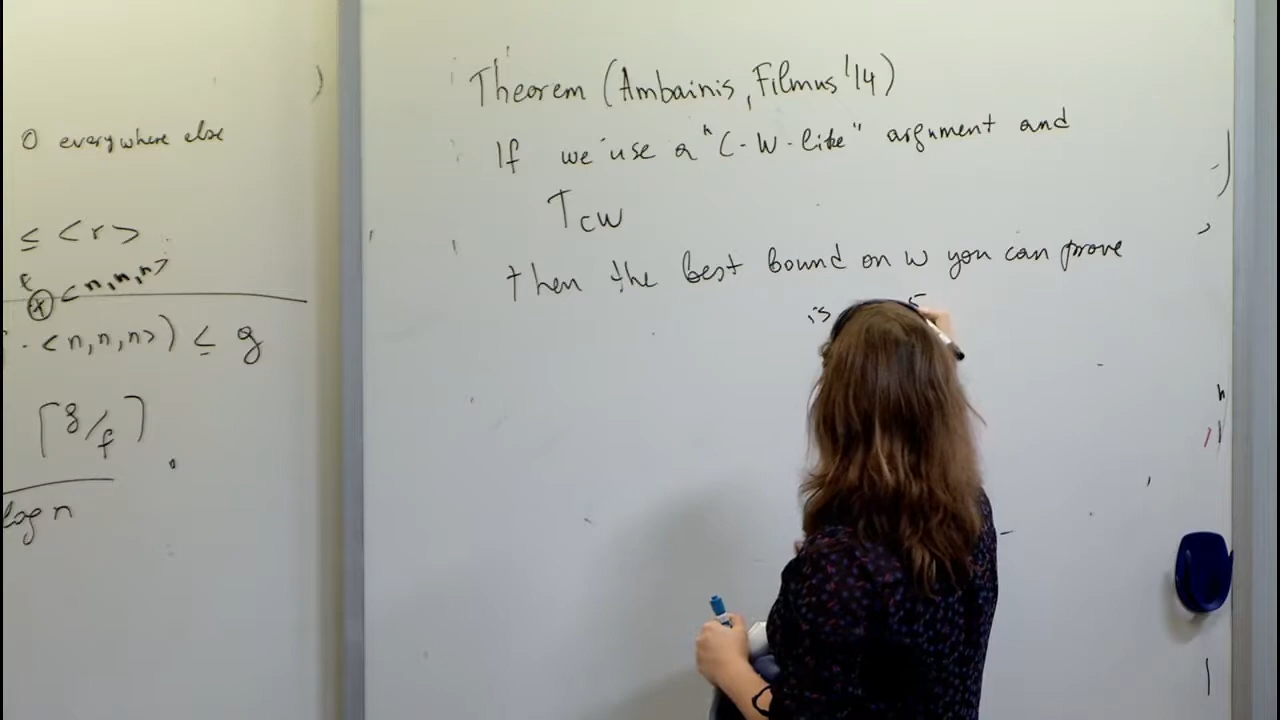 0 everywhere else
≤ <r>
⊗ <n,n,n>
· <n,n,n>) ≤ g
⌈g/f⌉
log n
Theorem (Ambainis, Filmus '14)
If we use a "C-W-like" argument and
T_CW
then the best bound on w you can prove
is